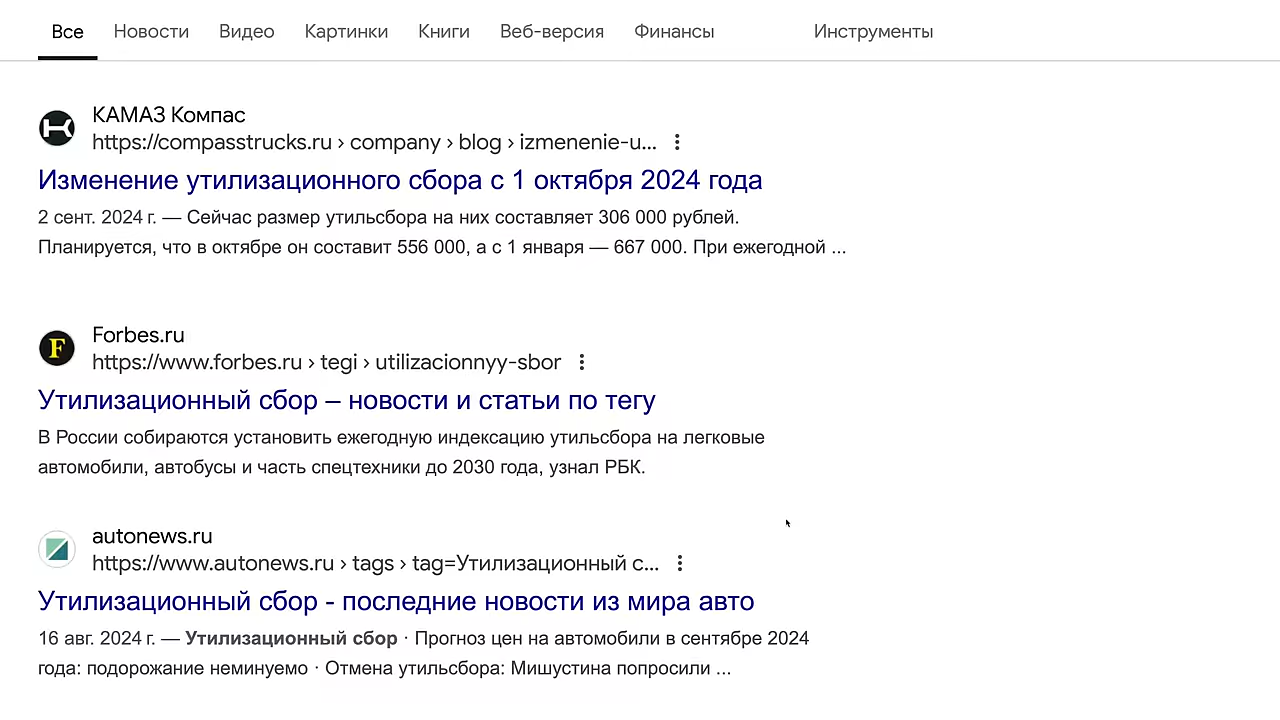 Все Новости Видео Картинки Книги Веб-версия Финансы Инструменты
КАМАЗ Компас
https://compasstrucks.ru › company › blog › izmenenie-u...
Изменение утилизационного сбора с 1 октября 2024 года
2 сент. 2024 г. — Сейчас размер утильсбора на них составляет 306 000 рублей.
Планируется, что в октябре он составит 556 000, а с 1 января — 667 000. При ежегодной ...
F
Forbes.ru
https://www.forbes.ru › tegi › utilizacionnyy-sbor
Утилизационный сбор – новости и статьи по тегу
В России собираются установить ежегодную индексацию утильсбора на легковые
автомобили, автобусы и часть спецтехники до 2030 года, узнал РБК.
autonews.ru
https://www.autonews.ru › tags › tag=Утилизационный с...
Утилизационный сбор - последние новости из мира авто
16 авг. 2024 г. — Утилизационный сбор · Прогноз цен на автомобили в сентябре 2024
года: подорожание неминуемо · Отмена утильсбора: Мишустина попросили ...